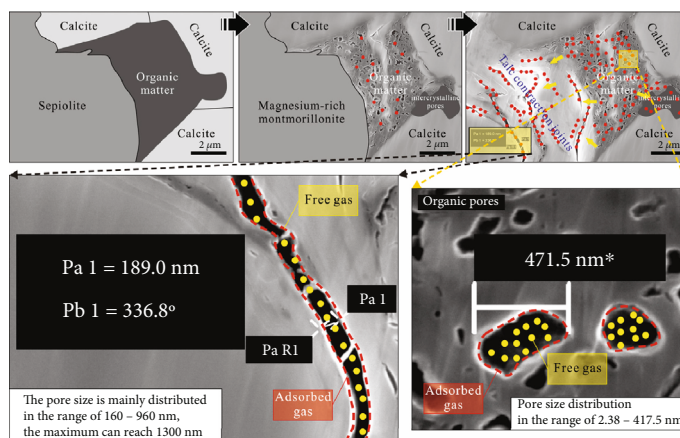 Calcite
Calcite
Organic
matter
Sepiolite
Calcite
2 µm
Calcite
Calcite
Organic
matter
Magnesium-rich
montmorillonite
Intercrystalline
pores
Calcite
2 µm
Calcite
Talc contraction joints
Organic
matter
Intercrystalline
pores
Calcite
2 µm
Free gas
Pa 1 = 189.0 nm
Pb 1 = 336.8º
Pa 1
Pa R1
Adsorbed
gas
The pore size is mainly distributed
in the range of 160 – 960 nm,
the maximum can reach 1300 nm
Organic pores
471.5 nm*
Free gas
Adsorbed
gas
Pore size distribution
in the range of 2.38 – 417.5nm